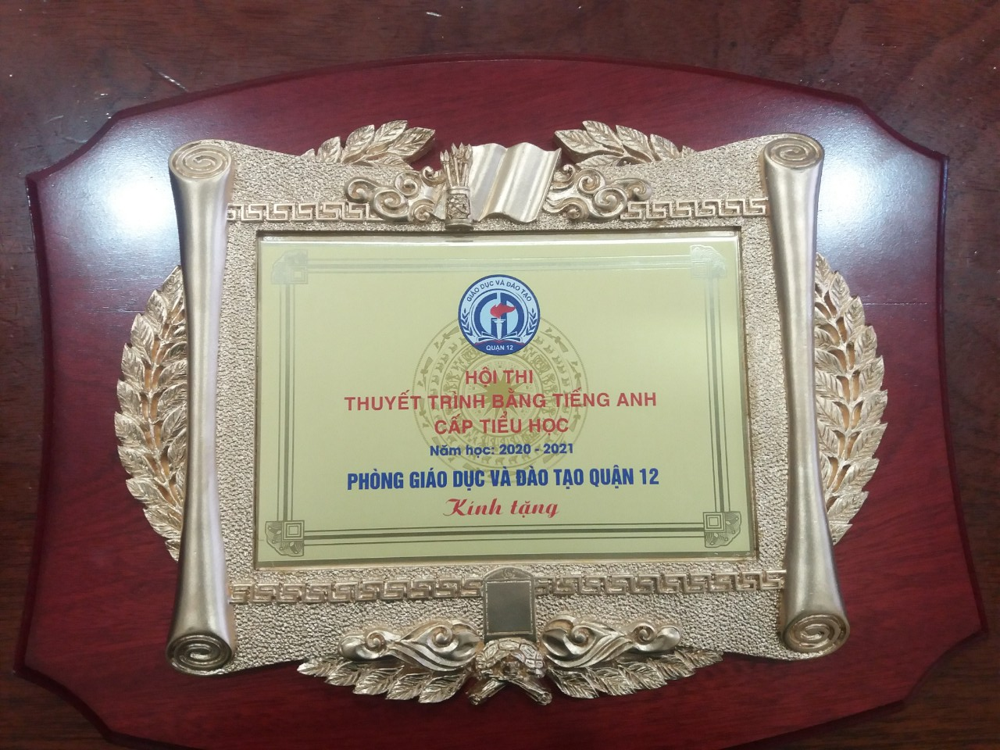 GIÁO DỤC VÀ ĐÀO TẠO
QUẬN 12
HỘI THI
THUYẾT TRÌNH BẰNG TIẾNG ANH
CẤP TIỂU HỌC
Năm học: 2020 - 2021
PHÒNG GIÁO DỤC VÀ ĐÀO TẠO QUẬN 12
Kính tặng